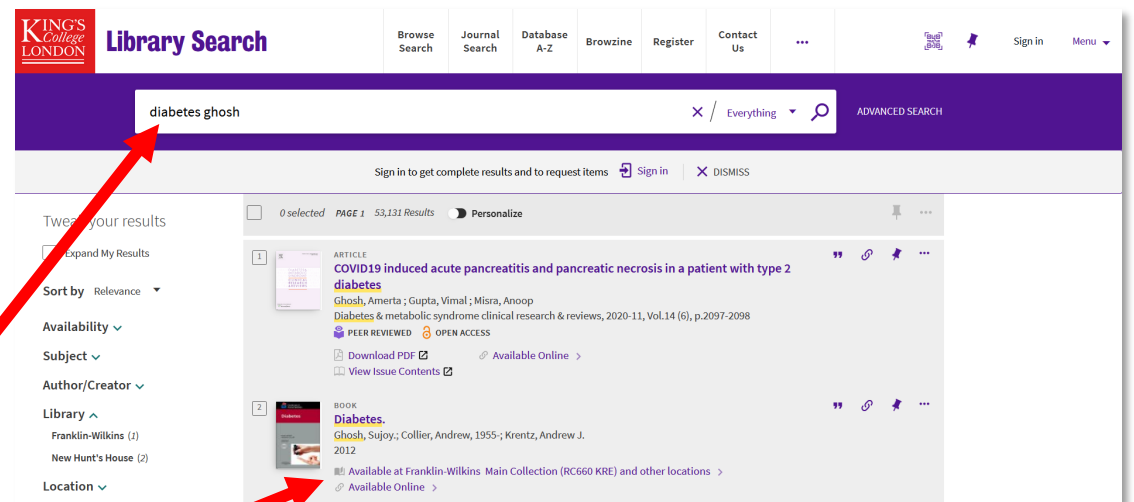 KING'S
College
LONDON
Library Search
Browse Search
Journal Search
Database A-Z
Browzine
Register
Contact Us
Sign in
Menu
diabetes ghosh
Everything
ADVANCED SEARCH
Sign in to get complete results and to request items Sign in DISMISS
Tweak your results
Expand My Results
Sort by Relevance
Availability
Subject
Author/Creator
Library
Franklin-Wilkins (1)
New Hunt's House (2)
Location
0 selected PAGE 1 53,131 Results Personalize
1
ARTICLE
COVID19 induced acute pancreatitis and pancreatic necrosis in a patient with type 2
diabetes
Ghosh, Amerta ; Gupta, Vimal ; Misra, Anoop
Diabetes & metabolic syndrome clinical research & reviews, 2020-11, Vol.14 (6), p.2097-2098
PEER REVIEWED OPEN ACCESS
Download PDF Available Online
View Issue Contents
2
Diabetes
BOOK
Diabetes.
Ghosh, Sujoy.; Collier, Andrew, 1955-; Krentz, Andrew J.
2012
Available at Franklin-Wilkins Main Collection (RC660 KRE) and other locations
Available Online